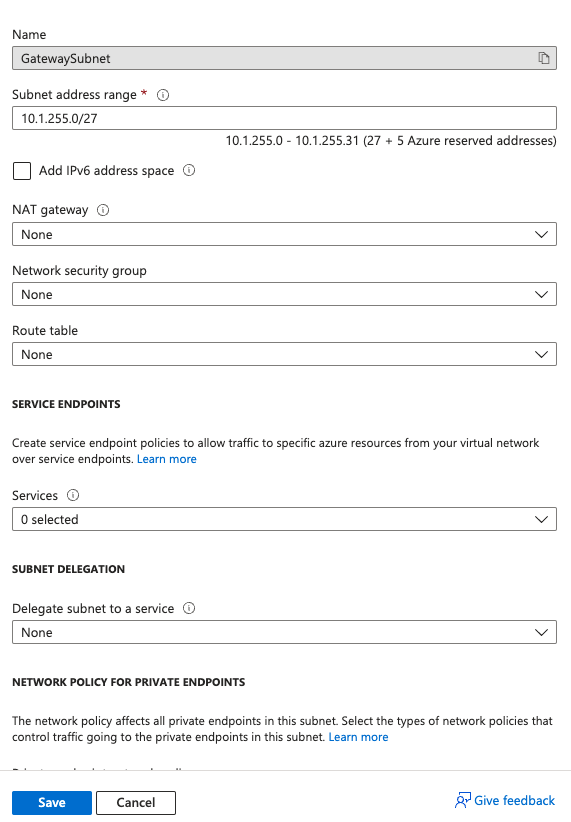 Name
GatewaySubnet
Subnet address range *
10.1.255.0/27
10.1.255.0 - 10.1.255.31 (27 + 5 Azure reserved addresses)
Add IPv6 address space
NAT gateway
None
Network security group
None
Route table
None
SERVICE ENDPOINTS
Create service endpoint policies to allow traffic to specific azure resources from your virtual network
over service endpoints. Learn more
Services
0 selected
SUBNET DELEGATION
Delegate subnet to a service
None
NETWORK POLICY FOR PRIVATE ENDPOINTS
The network policy affects all private endpoints in this subnet. Select the types of network policies that
control traffic going to the private endpoints in this subnet. Learn more
Save
Cancel
Give feedback